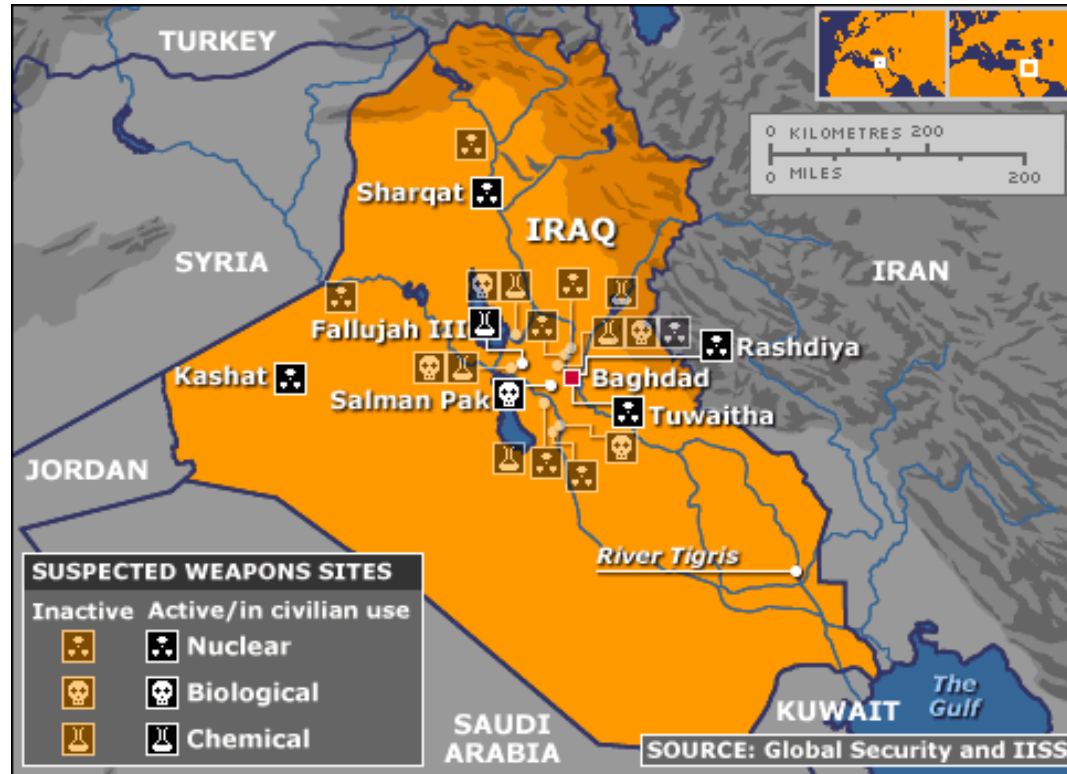 TURKEY
0 KILOMETRES 200
0 MILES 200
Sharqat
IRAQ
SYRIA
IRAN
Fallujah III
Rashdiya
Kashat
Baghdad
Salman Pak
Tuwaitha
JORDAN
River Tigris
SUSPECTED WEAPONS SITES
Inactive Active/in civilian use
Nuclear
Biological
Chemical
SAUDI
ARABIA
KUWAIT
The
Gulf
SOURCE: Global Security and IISS